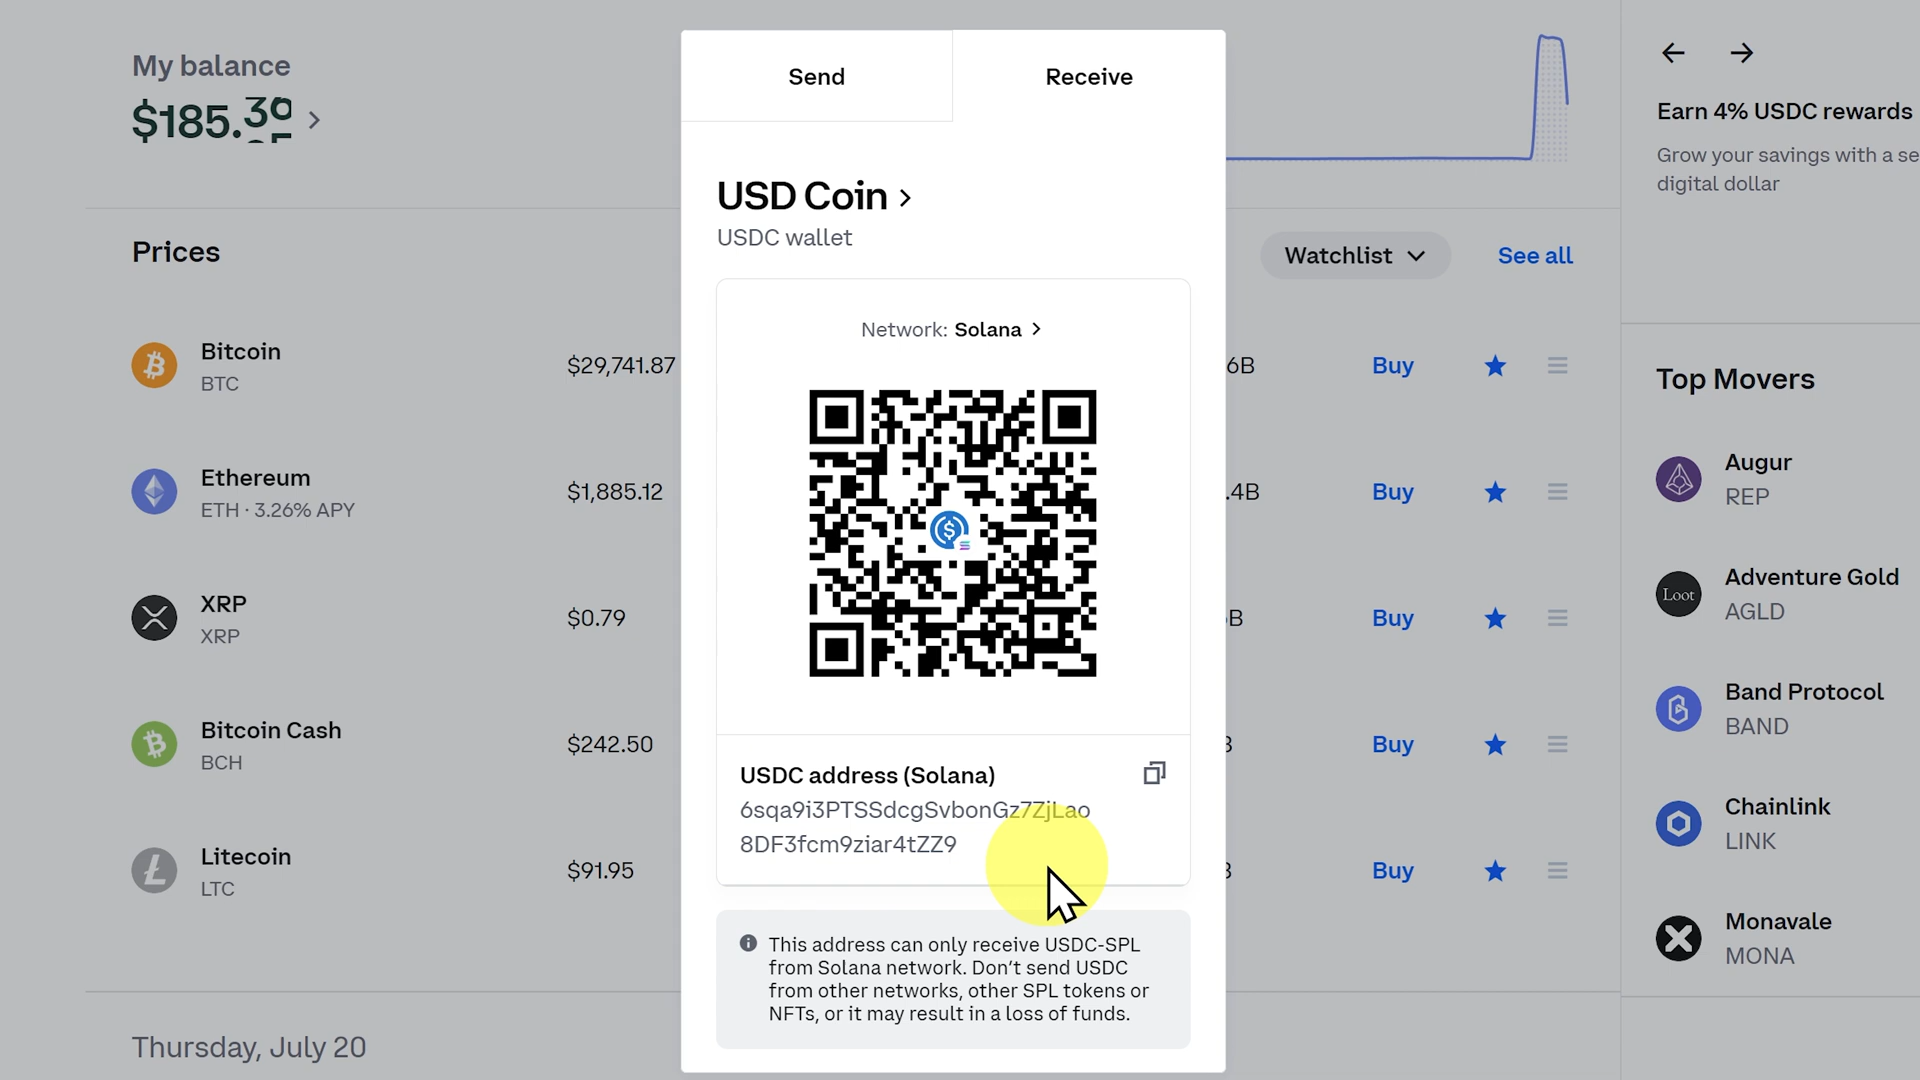 My balance
$185.
Prices
Bitcoin
BTC
$29,741.87
Ethereum
ETH · 3.26% APY
$1,885.12
XRP
XRP
$0.79
Bitcoin Cash
BCH
$242.50
Litecoin
LTC
$91.95
Thursday, July 20
Send
Receive
USD Coin
USDC wallet
Network: Solana
USDC address (Solana)
6sqa9i3PTSSdcgSvbonGz7ZjLao
8DF3fcm9ziar4tZZ9
This address can only receive USDC-SPL
from Solana network. Don't send USDC
from other networks, other SPL tokens or
NFTs, or it may result in a loss of funds.
Watchlist
See all
6B
Buy
.4B
Buy
B
Buy
Buy
Buy
Earn 4% USDC rewards
Grow your savings with a se
digital dollar
Top Movers
Augur
REP
Loot
Adventure Gold
AGLD
Band Protocol
BAND
Chainlink
LINK
Monavale
MONA